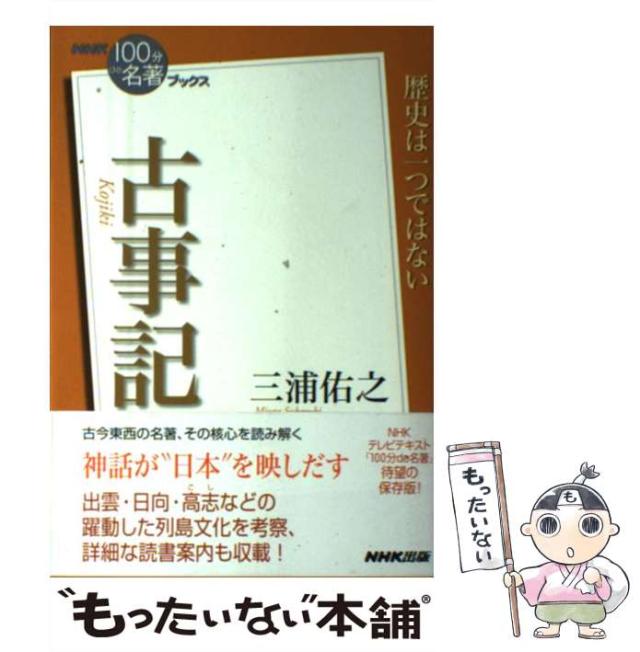 NHK
100分
de名著
ブックス
歴史は一つではない
古事記
Kojiki
三浦佑之
Miura Sukeyuki
古今東西の名著、その核心を読み解く
神話が"日本"を映しだす
こし
出雲・日向・高志などの
躍動した列島文化を考察、
詳細な読書案内も収載！
NHK
テレビテキスト
「100分de名著」
待望の
保存版！
NHK出版
"もったいない"本舗®
もったいない
も